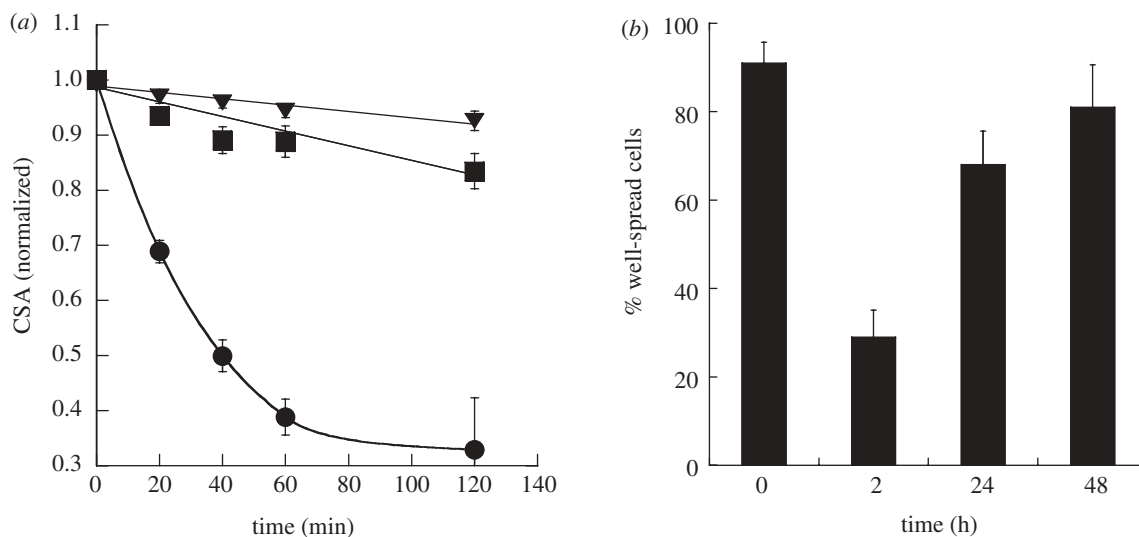 (a)
1.1
1.0
0.9
0.8
0.7
0.6
0.5
0.4
0.3
CSA (normalized)
0 20 40 60 80 100 120 140
time (min)
(b)
100
80
60
40
20
0
% well-spread cells
0 2 24 48
time (h)